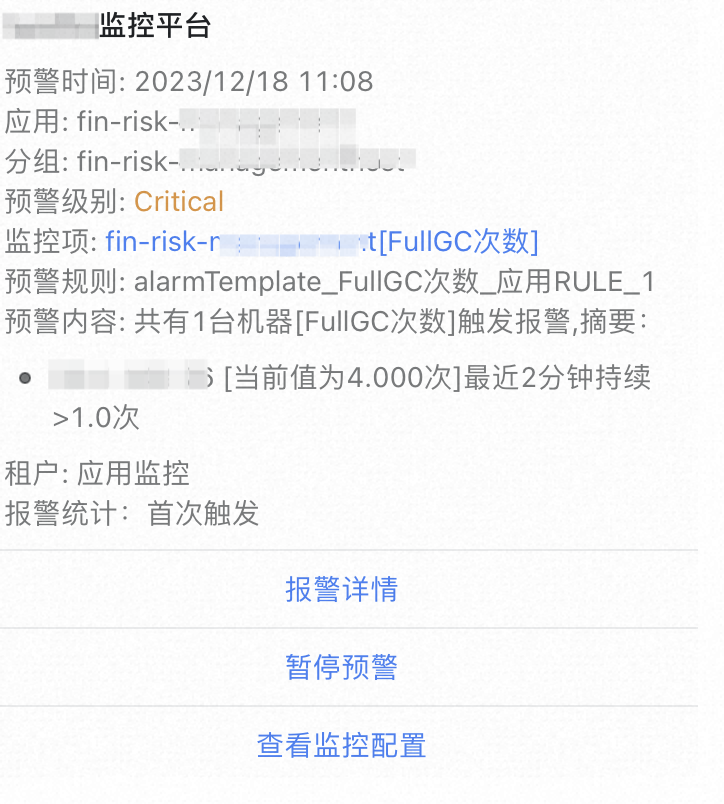 监控平台
预警时间: 2023/12/18 11:08
应用: fin-risk-
分组: fin-risk-
预警级别: Critical
监控项: fin-risk- [FullGC次数]
预警规则: alarmTemplate_FullGC次数_应用RULE_1
预警内容: 共有1台机器[FullGC次数]触发报警,摘要:
• [当前值为4.000次]最近2分钟持续
>1.0次
租户: 应用监控
报警统计: 首次触发
报警详情
暂停预警
查看监控配置